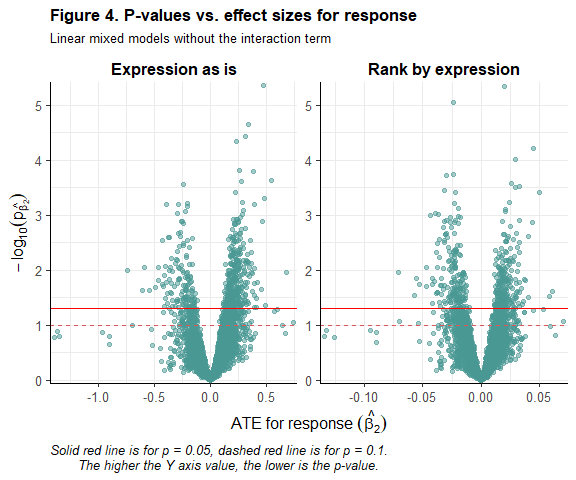 Figure 4. P-values vs. effect sizes for response
Linear mixed models without the interaction term
Expression as is
Rank by expression
−log10(pβ̂2)
5
4
3
2
1
0
5
4
3
2
1
0
-1.0 -0.5 0.0 0.5
-0.10 -0.05 0.00 0.05
ATE for response (β̂2)
Solid red line is for p = 0.05, dashed red line is for p = 0.1.
The higher the Y axis value, the lower is the p-value.